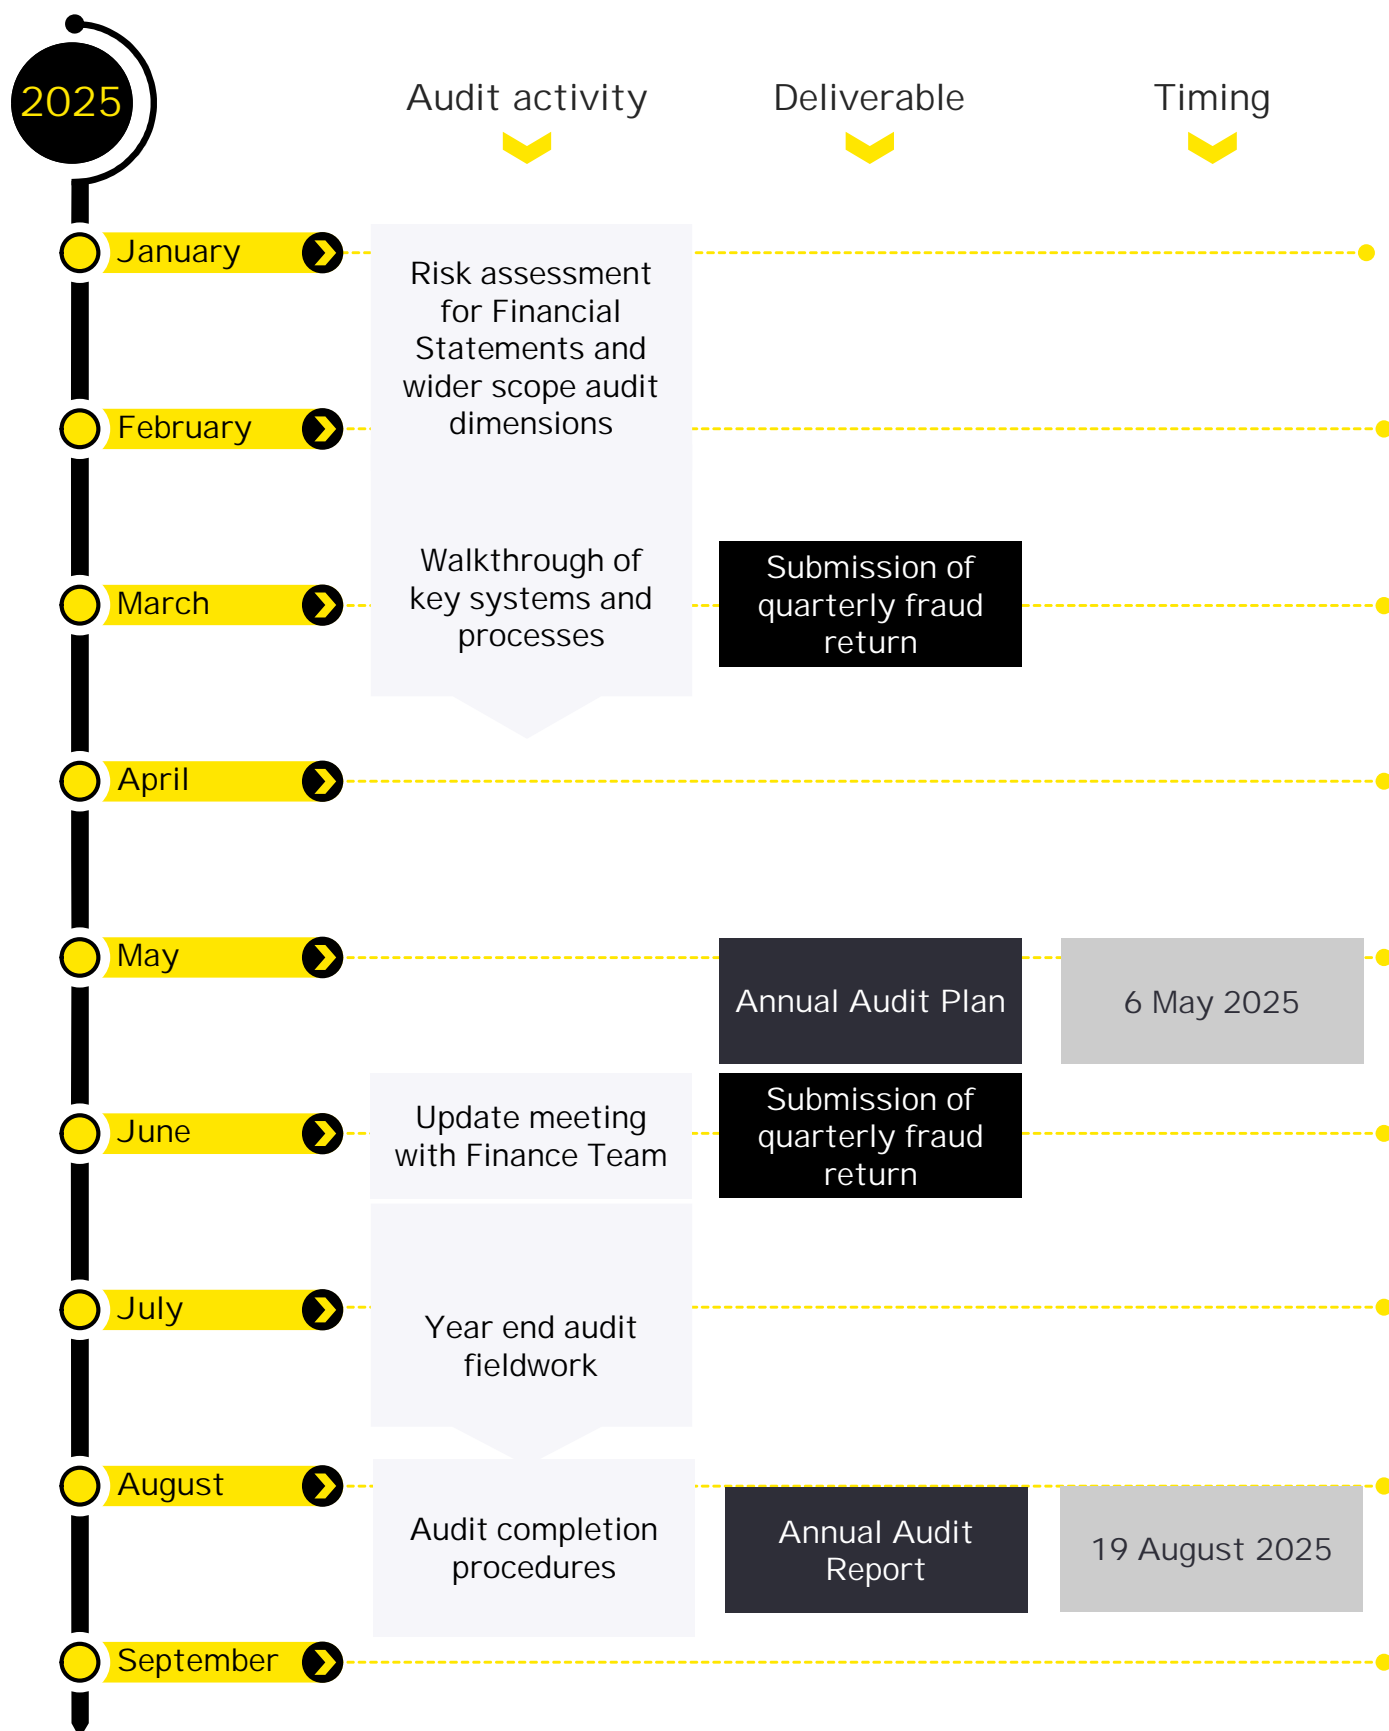 2025
Audit activity
Deliverable
Timing
January
Risk assessment
for Financial
Statements and
wider scope audit
dimensions
February
March
Walkthrough of
key systems and
processes
Submission of
quarterly fraud
return
April
May
Annual Audit Plan
6 May 2025
June
Update meeting
with Finance Team
Submission of
quarterly fraud
return
July
Year end audit
fieldwork
August
Audit completion
procedures
Annual Audit
Report
19 August 2025
September